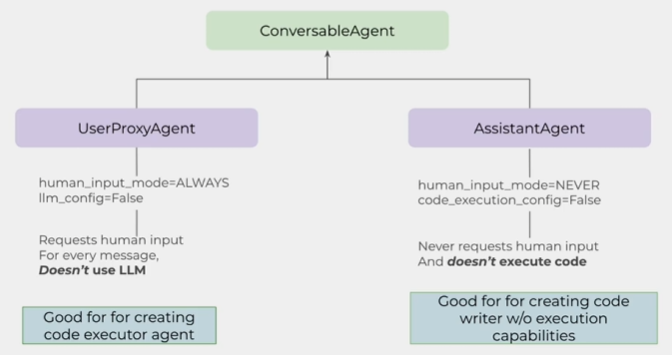 ConversableAgent
UserProxyAgent
human_input_mode=ALWAYS
llm_config=False
Requests human input
For every message,
Doesn't use LLM
Good for for creating
code executor agent
AssistantAgent
human_input_mode=NEVER
code_execution_config=False
Never requests human input
And doesn't execute code
Good for for creating code
writer w/o execution
capabilities